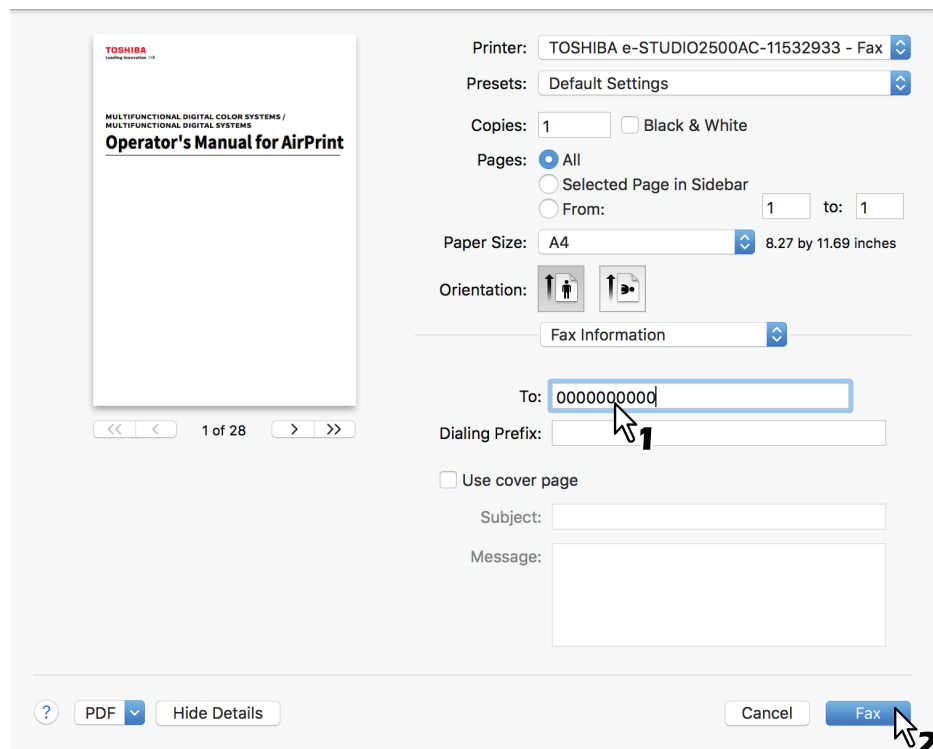 TOSHIBA
Leading Innovation >>>
MULTIFUNCTIONAL DIGITAL COLOR SYSTEMS /
MULTIFUNCTIONAL DIGITAL SYSTEMS
Operator's Manual for AirPrint
<< < 1 of 28 > >>
Printer: TOSHIBA e-STUDIO2500AC-11532933 - Fax
Presets: Default Settings
Copies: 1 Black & White
Pages: All
Selected Page in Sidebar
From: 1 to: 1
Paper Size: A4 8.27 by 11.69 inches
Orientation:
Fax Information
To: 0000000000
1
Dialing Prefix:
Use cover page
Subject:
Message:
? PDF Hide Details Cancel Fax
2